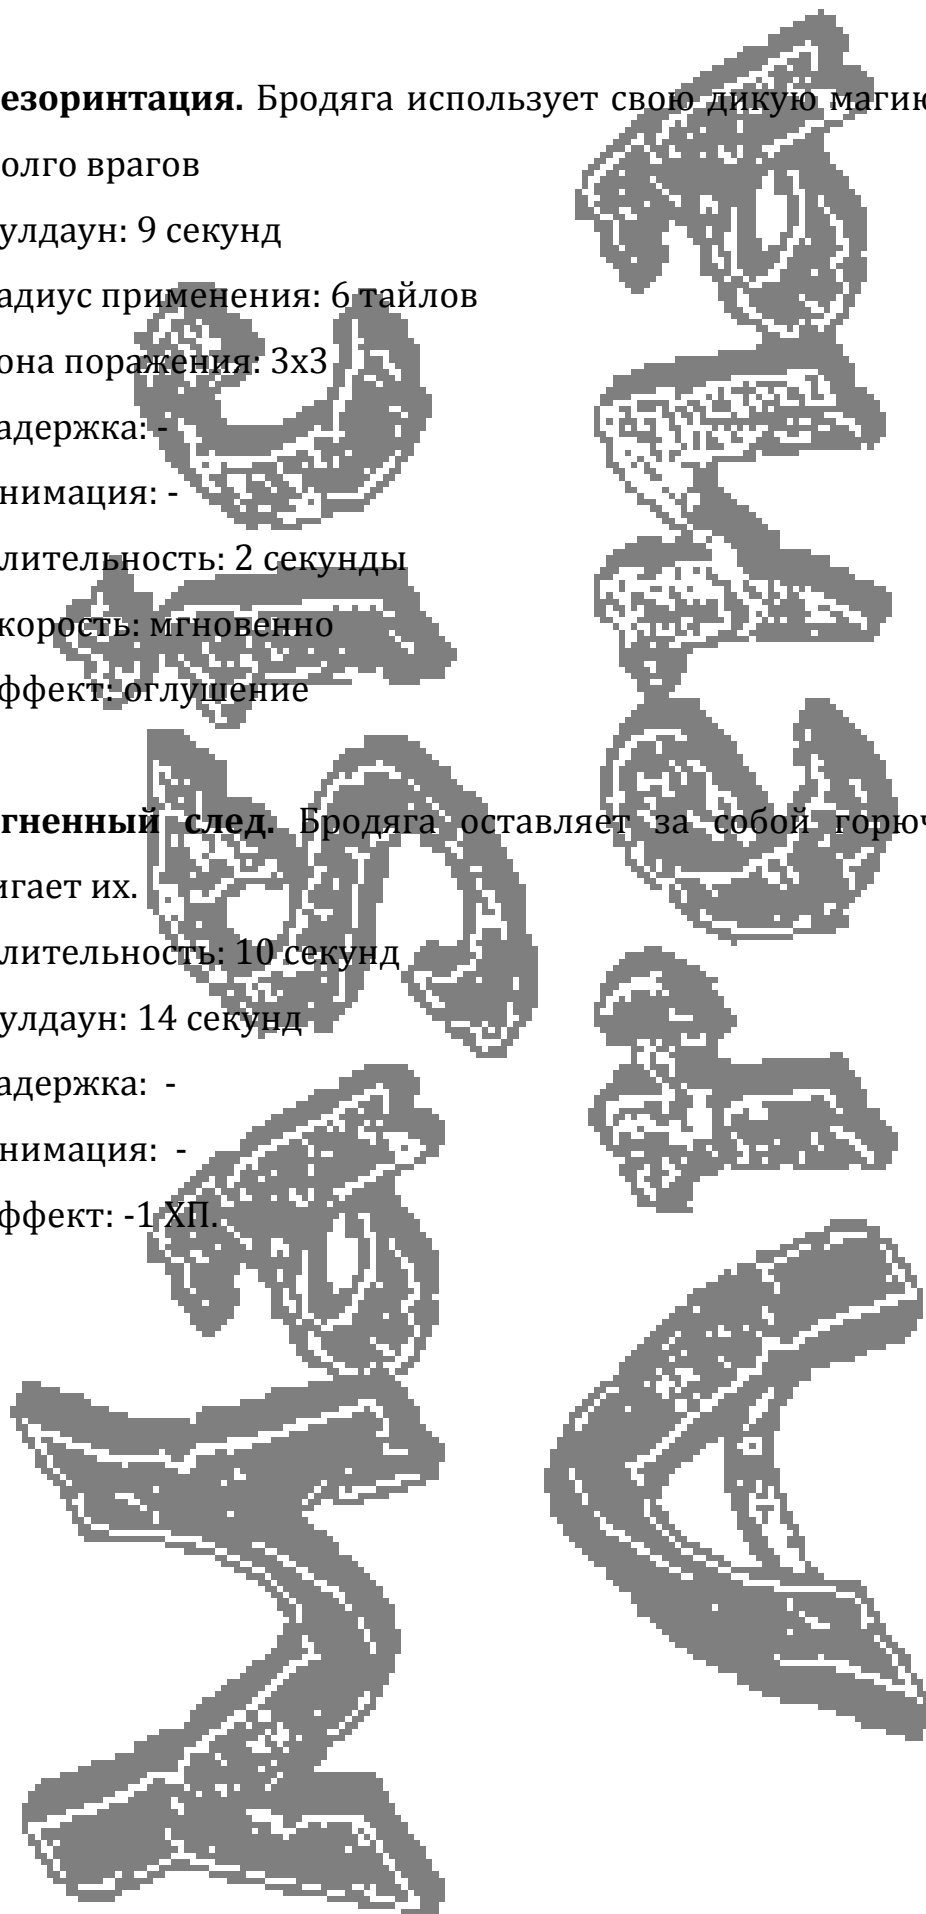 езоринтация. Бродяга использует свою дикую магию
олго врагов
улдаун: 9 секунд
адиус применения: 6 тайлов
она поражения: 3х3
адержка: -
нимация: -
лительность: 2 секунды
корость: мгновенно
ффект: оглушение
гненный след. Бродяга оставляет за собой горюч
игает их.
лительность: 10 секунд
улдаун: 14 секунд
адержка: -
нимация: -
ффект: -1 ХП.